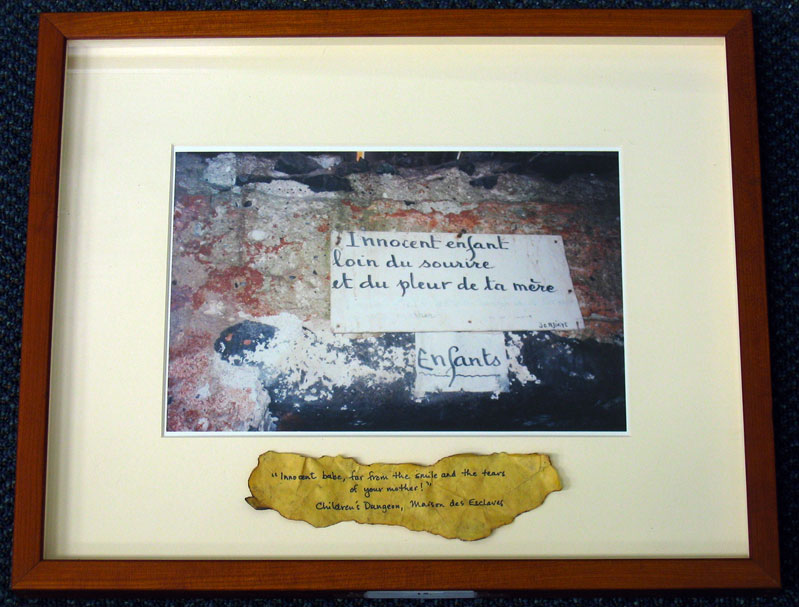 Innocent enfant
loin du sourire
et du pleur de ta mère
Enfants
"Innocent babe, far from the smile and the tears
of your mother!"
Children's Dungeon, Maison des Esclaves